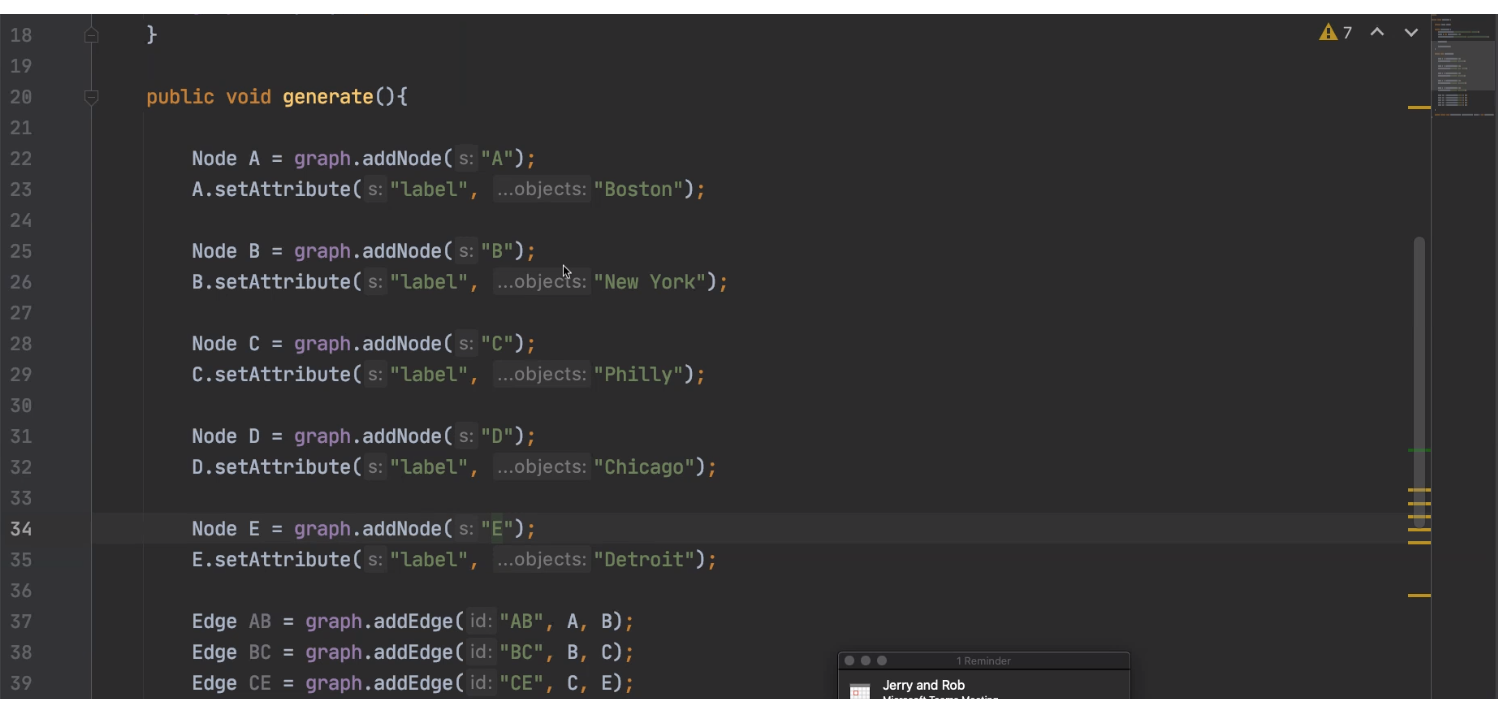 18 }
7
19
20 public void generate(){
21
22 Node A = graph.addNode( s: "A");
23 A.setAttribute( s: "label", ...objects: "Boston");
24
25 Node B = graph.addNode( s: "B");
26 B.setAttribute( s: "label", ...objects: "New York");
27
28 Node C = graph.addNode( s: "C");
29 C.setAttribute( s: "label", ...objects: "Philly");
30
31 Node D = graph.addNode( s: "D");
32 D.setAttribute( s: "label", ...objects: "Chicago");
33
34 Node E = graph.addNode( s: "E");
35 E.setAttribute( s: "label", ...objects: "Detroit");
36
37 Edge AB = graph.addEdge( id: "AB", A, B);
38 Edge BC = graph.addEdge( id: "BC", B, C);
39 Edge CE = graph.addEdge( id: "CE", C, E);
1 Reminder
Jerry and Rob
Microsoft Teams Meeting